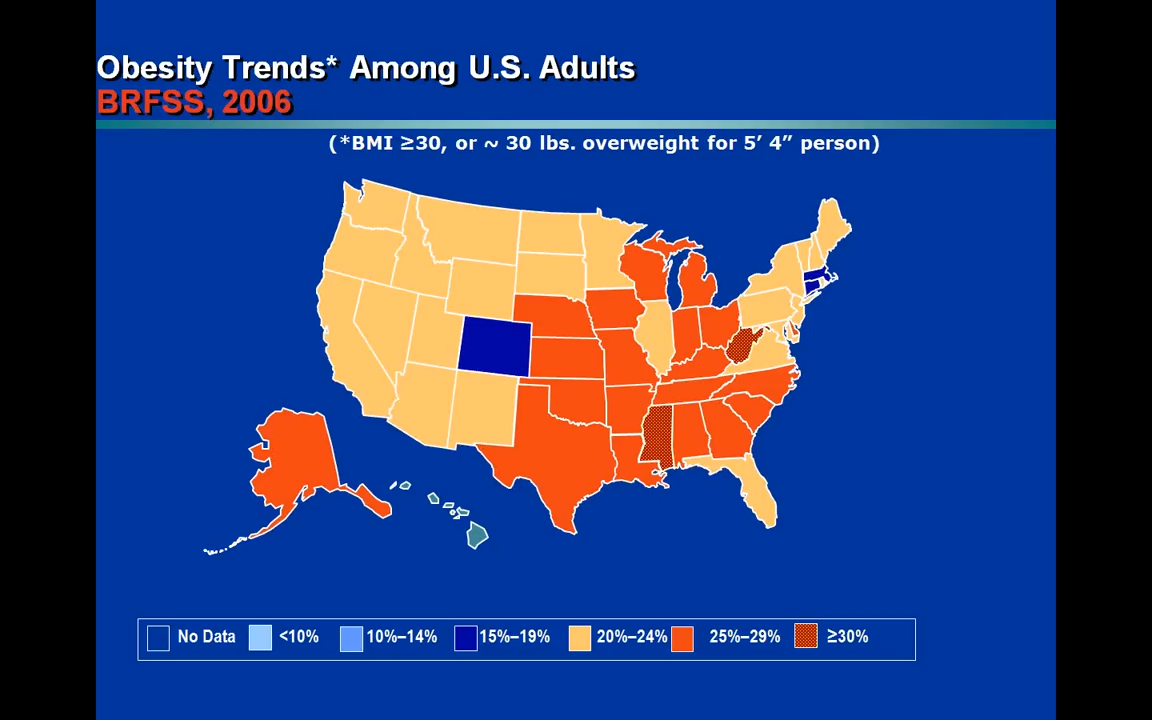 Obesity Trends* Among U.S. Adults
BRFSS, 2006
(*BMI ≥30, or ~ 30 lbs. overweight for 5’ 4” person)
No Data <10% 10%–14% 15%–19% 20%–24% 25%–29% ≥30%